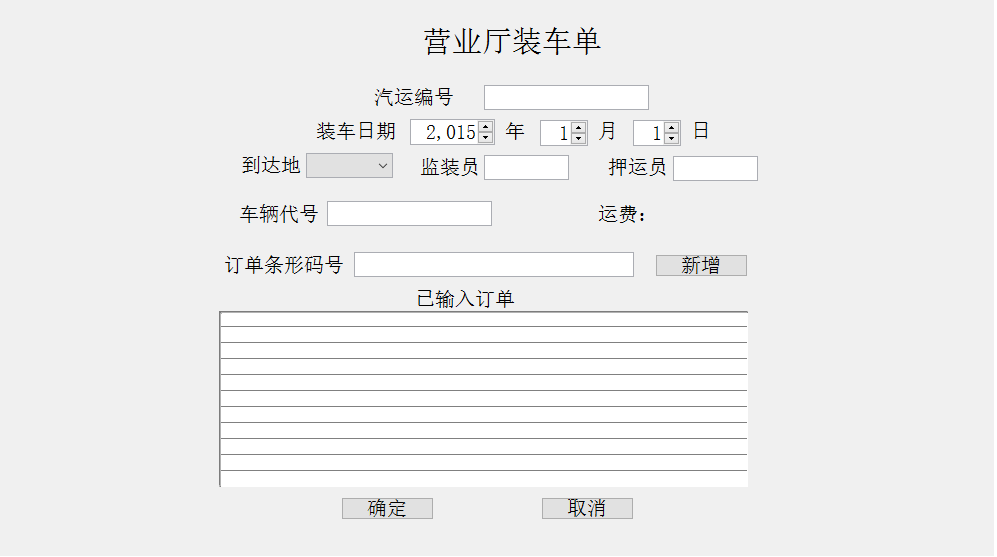 营业厅装车单
汽运编号
装车日期 2,015 年 1 月 1 日
到达地 监装员 押运员
车辆代号 运费:
订单条形码号 新增
已输入订单
确定 取消